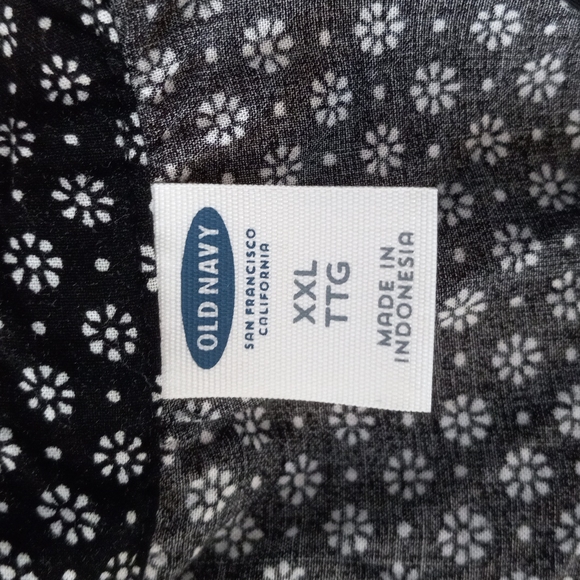 OLD NAVY
SAN FRANCISCO
CALIFORNIA
XXL
TTG
MADE IN
INDONESIA